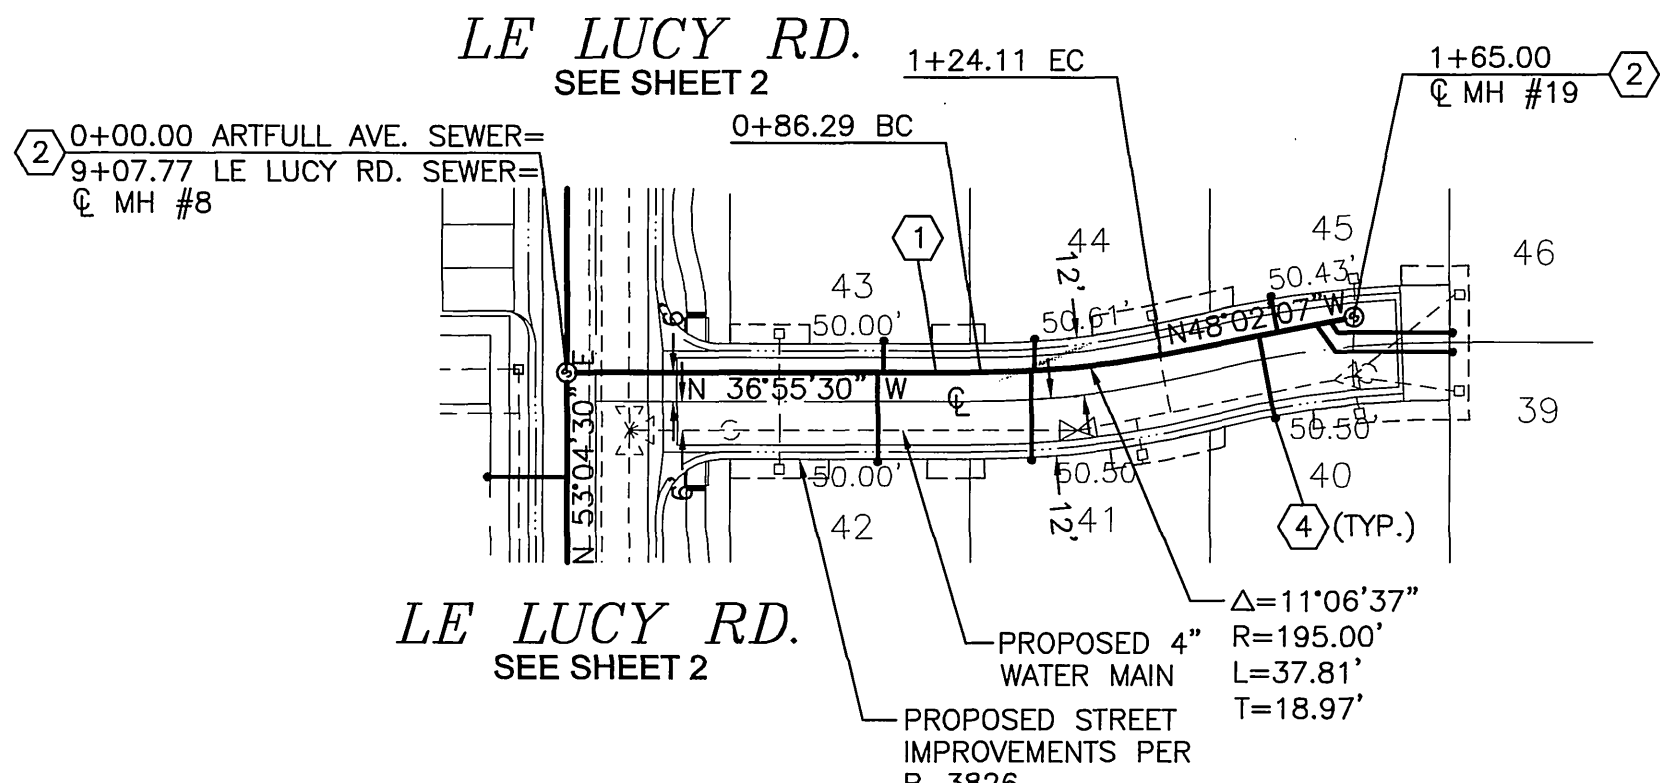 LE LUCY RD.
SEE SHEET 2
1+24.11 EC
1+65.00
℄ MH #19
2
0+86.29 BC
2
0+00.00 ARTFULL AVE. SEWER=
9+07.77 LE LUCY RD. SEWER=
℄ MH #8
1
43
44
45
46
12'
50.00'
50.61'
50.43'
6'
N 36°55'30" W
N48°02'07"W
℄
N 53°04'30" E
6'
50.00'
50.50'
50.50'
39
42
41
40
12'
4
(TYP.)
LE LUCY RD.
SEE SHEET 2
Δ=11°06'37"
R=195.00'
L=37.81'
T=18.97'
PROPOSED 4"
WATER MAIN
PROPOSED STREET
IMPROVEMENTS PER